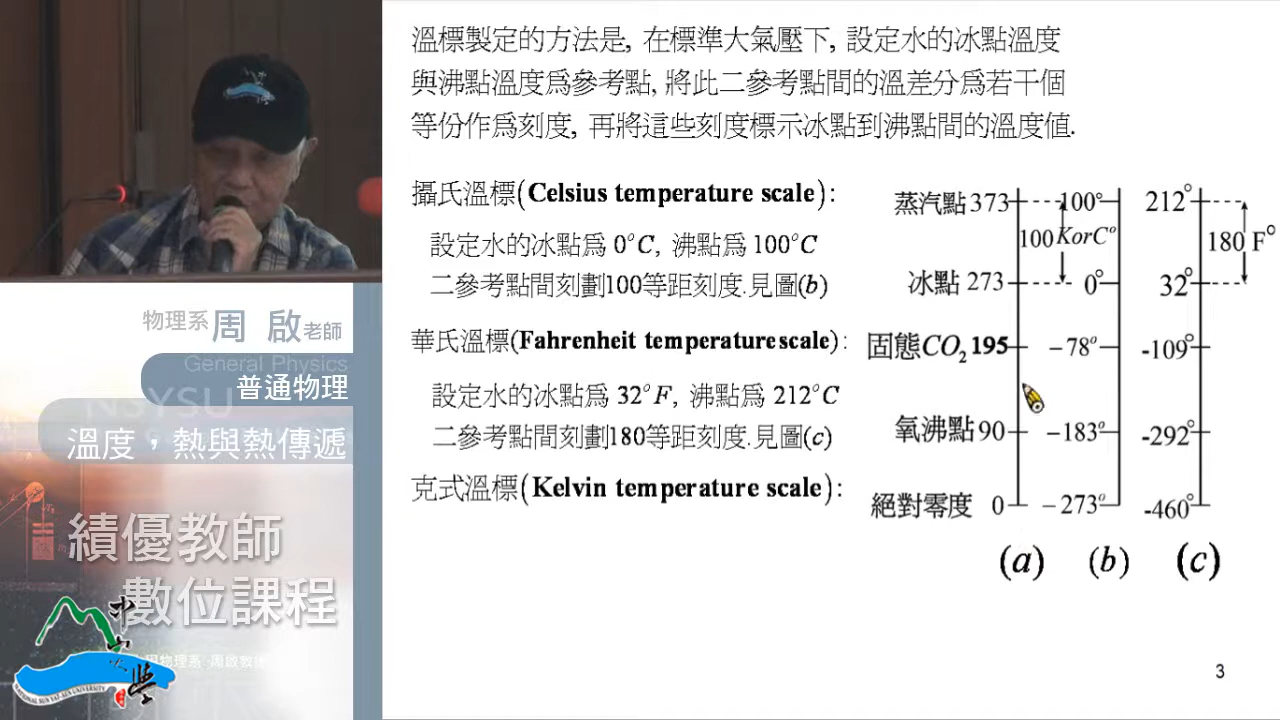 溫標製定的方法是, 在標準大氣壓下, 設定水的冰點溫度
與沸點溫度為參考點, 將此二參考點間的溫差分為若干個
等份作為刻度, 再將這些刻度標示冰點到沸點間的溫度值.
攝氏溫標(Celsius temperature scale):
設定水的冰點為 0°C, 沸點為 100°C
二參考點間刻劃100等距刻度.見圖(b)
華氏溫標(Fahrenheit temperature scale):
設定水的冰點為 32°F, 沸點為 212°C
二參考點間刻劃180等距刻度.見圖(c)
克式溫標(Kelvin temperature scale):
蒸汽點 373 100° 212°
100 KorC° 180 F°
冰點 273 0° 32°
固態CO₂ 195 −78° -109°
氧沸點 90 −183° -292°
絕對零度 0 −273° -460°
(a) (b) (c)
3
物理系 周 啟 老師
General Physics
普通物理
NSYSU
溫度，熱與熱傳遞
績優教師
數位課程
NATIONAL SUN YAT-SEN UNIVERSITY